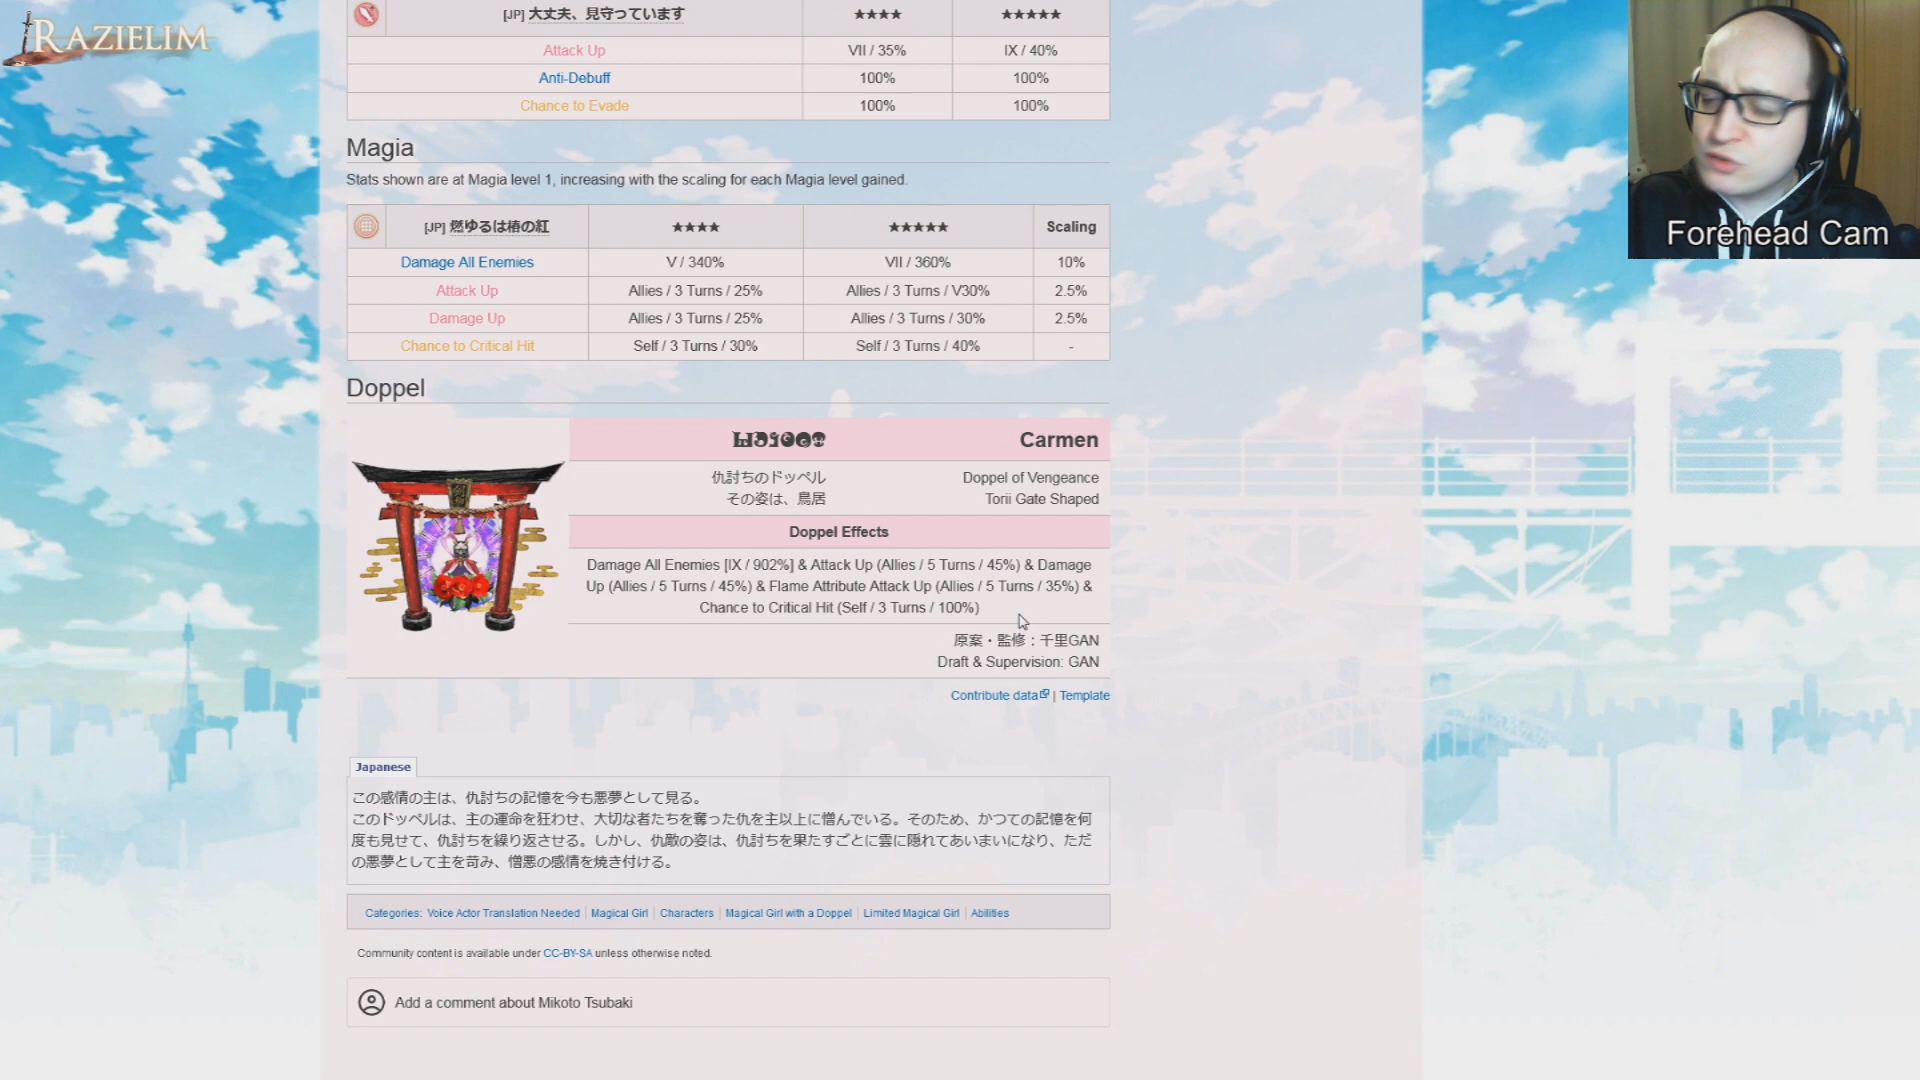 RAZIELIM
[JP] 大丈夫、見守っています ★★★★ ★★★★★
Attack Up VII / 35% IX / 40%
Anti-Debuff 100% 100%
Chance to Evade 100% 100%
Magia
Stats shown are at Magia level 1, increasing with the scaling for each Magia level gained.
[JP] 燃ゆるは椿の紅 ★★★★ ★★★★★ Scaling
Damage All Enemies V / 340% VII / 360% 10%
Attack Up Allies / 3 Turns / 25% Allies / 3 Turns / V30% 2.5%
Damage Up Allies / 3 Turns / 25% Allies / 3 Turns / 30% 2.5%
Chance to Critical Hit Self / 3 Turns / 30% Self / 3 Turns / 40% -
Doppel
Carmen
仇討ちのドッペル Doppel of Vengeance
その姿は、鳥居 Torii Gate Shaped
Doppel Effects
Damage All Enemies [IX / 902%] & Attack Up (Allies / 5 Turns / 45%) & Damage
Up (Allies / 5 Turns / 45%) & Flame Attribute Attack Up (Allies / 5 Turns / 35%) &
Chance to Critical Hit (Self / 3 Turns / 100%)
原案・監修：千里GAN
Draft & Supervision: GAN
Contribute data | Template
Japanese
この感情の主は、仇討ちの記憶を今も悪夢として見る。
このドッペルは、主の運命を狂わせ、大切な者たちを奪った仇を主以上に憎んでいる。そのため、かつての記憶を何
度も見せて、仇討ちを繰り返させる。しかし、仇敵の姿は、仇討ちを果たすごとに雲に隠れてあいまいになり、ただ
の悪夢として主を苛み、憎悪の感情を焼き付ける。
Categories: Voice Actor Translation Needed | Magical Girl | Characters | Magical Girl with a Doppel | Limited Magical Girl | Abilities
Community content is available under CC-BY-SA unless otherwise noted.
Add a comment about Mikoto Tsubaki
Forehead Cam